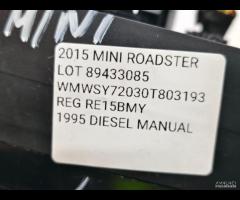 MINI
2015 MINI ROADSTER
LOT 89433085
WMWSY72030T803193
REG RE15BMY
1995 DIESEL MANUAL